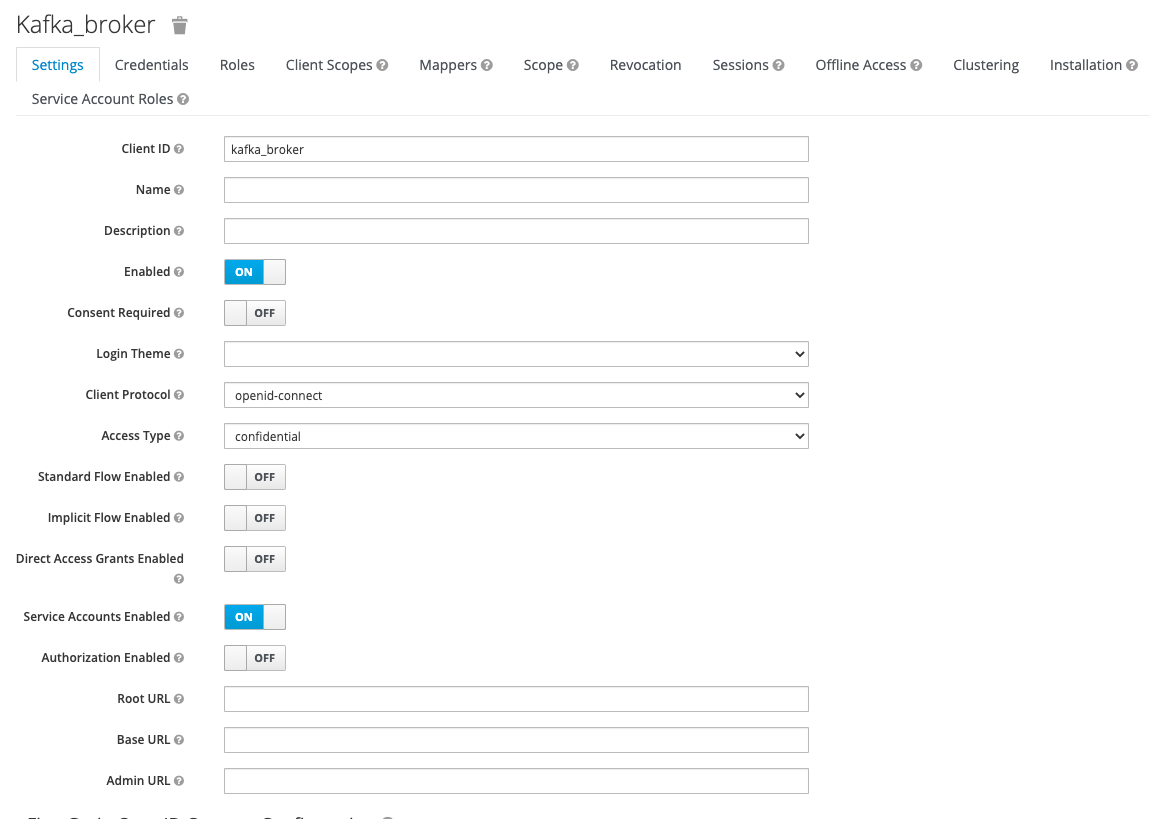 Kafka_broker
Settings Credentials Roles Client Scopes Mappers Scope Revocation Sessions Offline Access Clustering Installation
Service Account Roles
Client ID kafka_broker
Name
Description
Enabled ON
Consent Required OFF
Login Theme
Client Protocol openid-connect
Access Type confidential
Standard Flow Enabled OFF
Implicit Flow Enabled OFF
Direct Access Grants Enabled OFF
Service Accounts Enabled ON
Authorization Enabled OFF
Root URL
Base URL
Admin URL